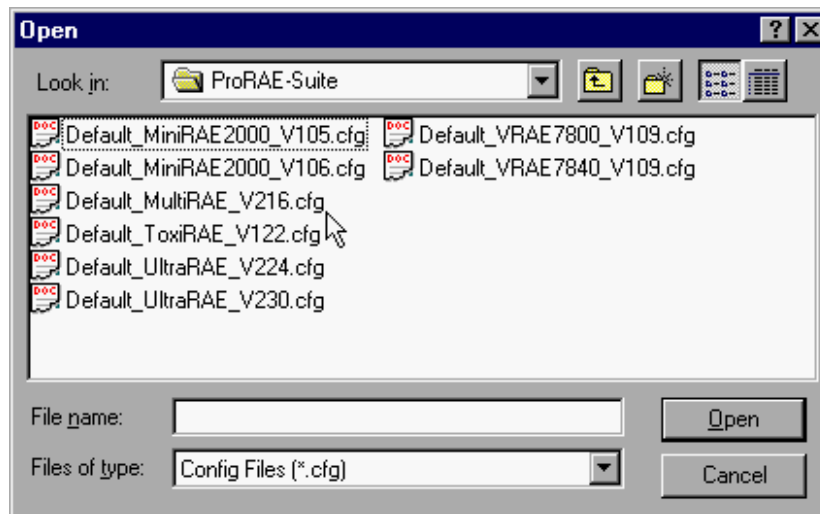 Open
Look in: ProRAE-Suite
Default_MiniRAE2000_V105.cfg
Default_MiniRAE2000_V106.cfg
Default_MultiRAE_V216.cfg
Default_ToxiRAE_V122.cfg
Default_UltraRAE_V224.cfg
Default_UltraRAE_V230.cfg
Default_VRAE7800_V109.cfg
Default_VRAE7840_V109.cfg
File name:
Open
Files of type: Config Files (*.cfg)
Cancel